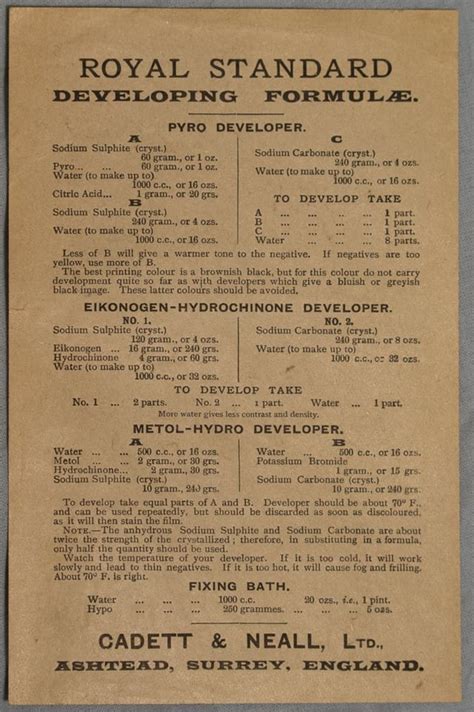 ROYAL STANDARD
DEVELOPING FORMULÆ.
PYRO DEVELOPER.
A
Sodium Sulphite (cryst.)
60 gram., or 1 oz.
Pyro... ... 60 gram., or 1 oz.
Water (to make up to)
1000 c.c., or 16 ozs.
Citric Acid... 1 gram., or 20 grs.
B
Sodium Sulphite (cryst.)
60 gram., or 4 ozs.
Water (to make up to)
1000 c.c., or 16 ozs.
C
Sodium Carbonate (cryst.)
240 gram., or 4 ozs.
Water (to make up to)
1000 c.c., or 16 ozs.
TO DEVELOP TAKE
A ... ... ... ... 1 part.
B ... ... ... ... 1 part.
C ... ... ... ... 1 part.
Water ... ... ... 8 parts.
Less of B will give a warmer tone to the negative. If negatives are too
yellow, use more of B.
The best printing colour is a brownish black, but for this colour do not carry
development quite so far as with developers which give a bluish or greyish
black image. These latter colours should be avoided.
EIKONOGEN-HYDROCHINONE DEVELOPER.
NO. 1.
Sodium Sulphite (cryst.)
120 gram., or 4 ozs.
Eikonogen ... 16 gram., or 240 grs.
Hydrochinone 4 gram., or 60 grs.
Water (to make up to)
1000 c.c., or 32 ozs.
NO. 2.
Sodium Carbonate (cryst.)
240 gram., or 8 ozs.
Water (to make up to)
1000 c.c., or 32 ozs.
TO DEVELOP TAKE
No. 1 ... 2 parts. No. 2 ... 1 part. Water ... 1 part.
More water gives less contrast and density.
METOL-HYDRO DEVELOPER.
A
Water ... ... 500 c.c., or 16 ozs.
Metol ... ... 2 gram., or 30 grs.
Hydrochinone... 2 gram., or 30 grs.
Sodium Sulphite (cryst.)
10 gram., 240 grs.
B
Water ... ... 500 c.c., or 16 ozs.
Potassium Bromide
1 gram., or 15 grs.
Sodium Carbonate (cryst.)
10 gram., or 240 grs.
To develop take equal parts of A and B. Developer should be about 70° F.,
and can be used repeatedly, but should be discarded as soon as discoloured,
as it will then stain the film.
NOTE.—The anhydrous Sodium Sulphite and Sodium Carbonate are about
twice the strength of the crystallized; therefore, in substituting in a formula,
only half the quantity should be used.
Watch the temperature of your developer. If it is too cold, it will work
slowly and lead to thin negatives. If it is too hot, it will cause fog and frilling.
About 70° F. is right.
FIXING BATH.
Water ... ... ... 1000 c.c. 20 ozs., i.e., 1 pint.
Hypo ... ... ... 250 grammes. ... ... 5 ozs.
CADETT & NEALL, LTD.,
ASHTEAD, SURREY, ENGLAND.